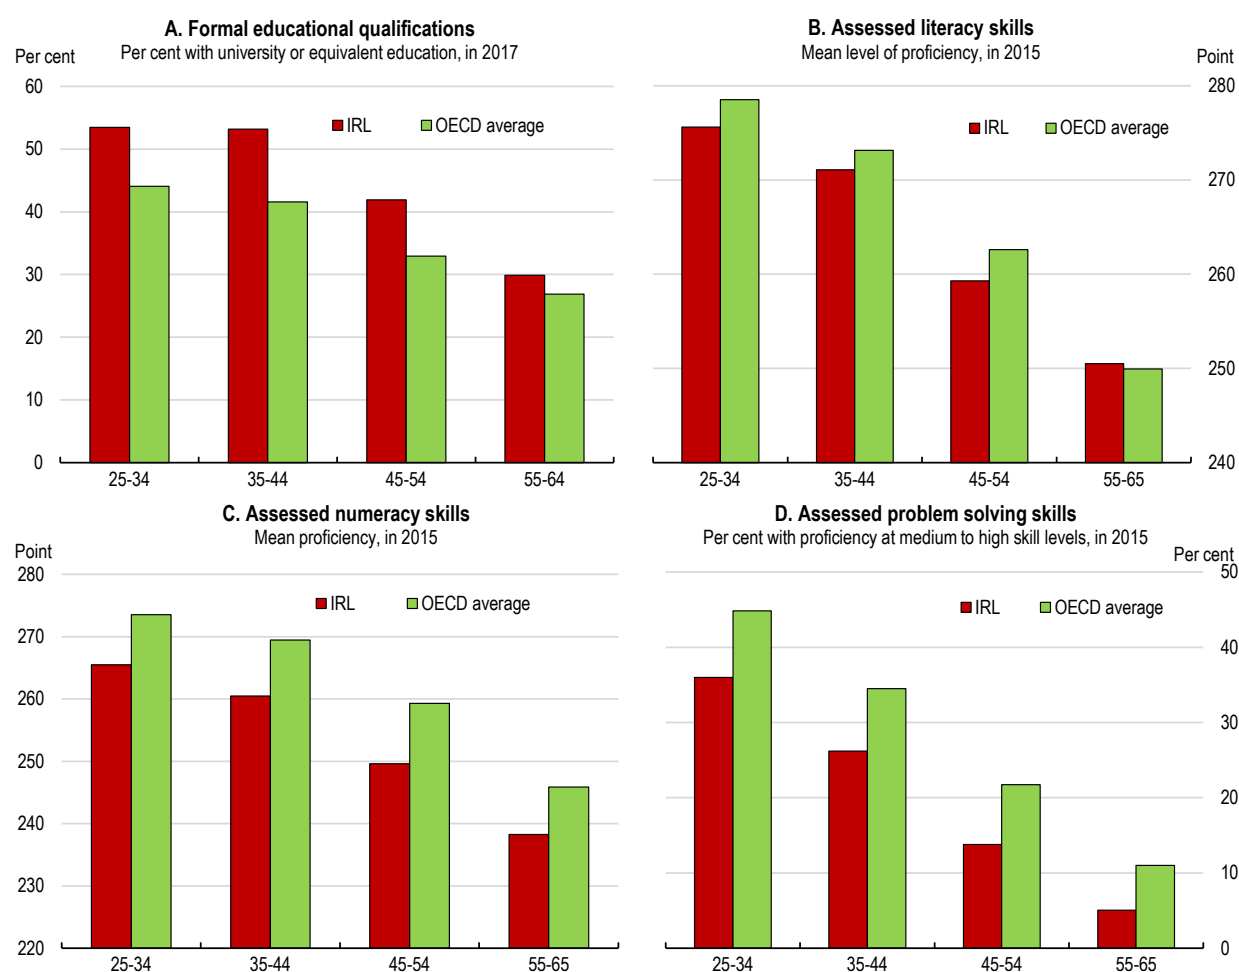 A. Formal educational qualifications
Per cent with university or equivalent education, in 2017
Per cent
60
50
40
30
20
10
0
IRL
OECD average
25-34 35-44 45-54 55-64
B. Assessed literacy skills
Mean level of proficiency, in 2015
Point
280
270
260
250
240
IRL
OECD average
25-34 35-44 45-54 55-65
C. Assessed numeracy skills
Mean proficiency, in 2015
Point
280
270
260
250
240
230
220
IRL
OECD average
25-34 35-44 45-54 55-65
D. Assessed problem solving skills
Per cent with proficiency at medium to high skill levels, in 2015
Per cent
50
40
30
20
10
0
IRL
OECD average
25-34 35-44 45-54 55-65